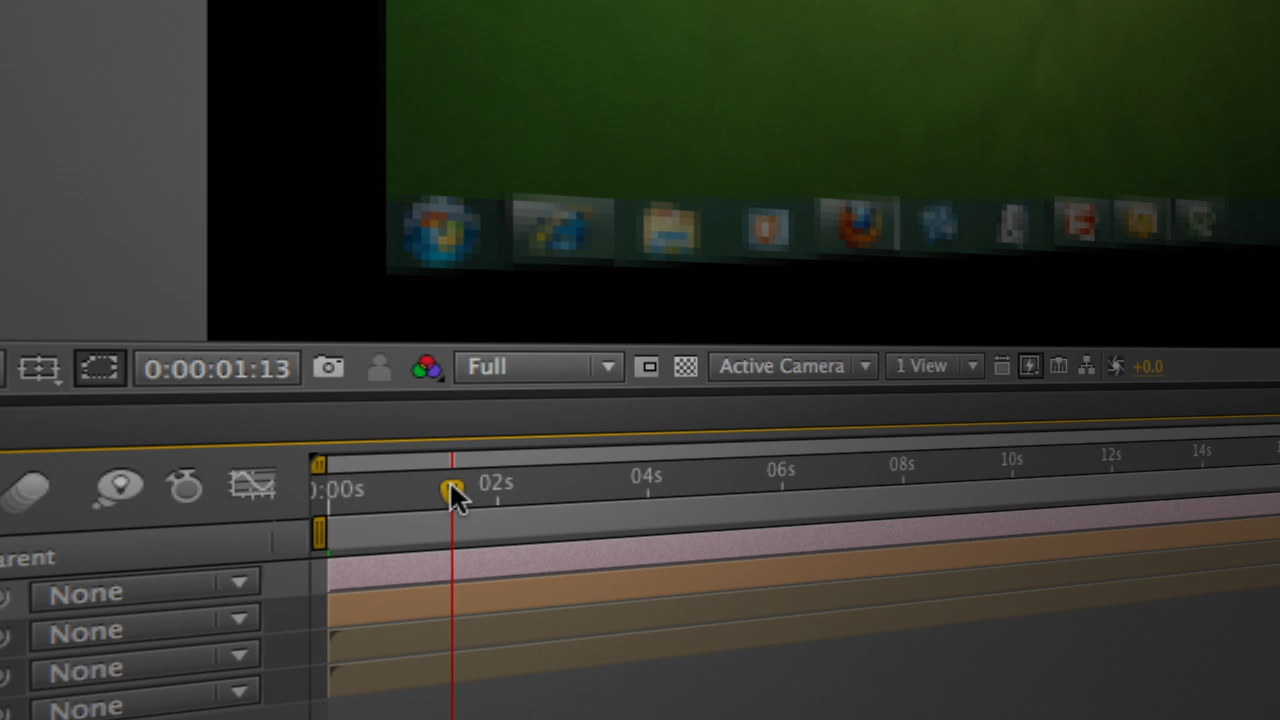 0:00:01:13 Full Active Camera 1 View +0.0
0:00s 02s 04s 06s 08s 10s 12s 14s
arent
None
None
None
None